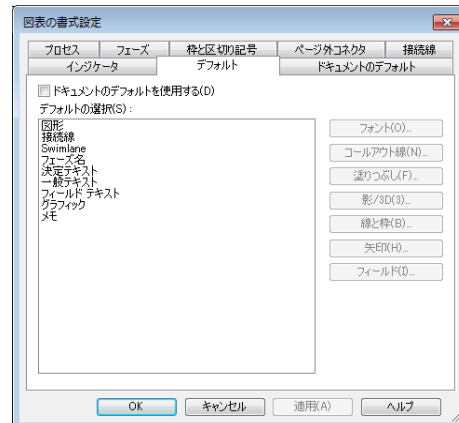 図表の書式設定
プロセス フェーズ 枠と区切り記号 ページ外コネクタ 接続線
インジケータ デフォルト ドキュメントのデフォルト
ドキュメントのデフォルトを使用する(D)
デフォルトの選択(S):
図形
接続線
Swimlane
フェーズ名
決定テキスト
一般テキスト
フィールド テキスト
グラフィック
メモ
フォント(O)...
コールアウト線(N)...
塗りつぶし(F)...
影/3D(3)...
線と枠(B)...
矢印(H)...
フィールド(I)...
OK キャンセル 適用(A) ヘルプ